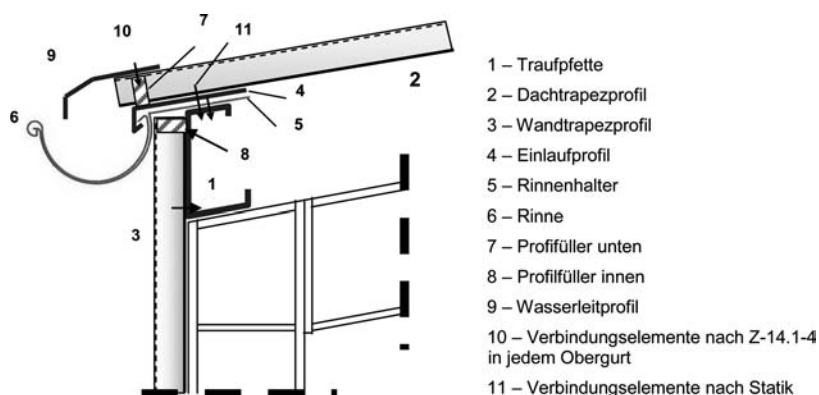 10
7
11
9
4
2
5
6
8
1
3
1 – Traufpfette
2 – Dachtrapezprofil
3 – Wandtrapezprofil
4 – Einlaufprofil
5 – Rinnenhalter
6 – Rinne
7 – Profifüller unten
8 – Profilfüller innen
9 – Wasserleitprofil
10 – Verbindungselemente nach Z-14.1-4
in jedem Obergurt
11 – Verbindungselemente nach Statik